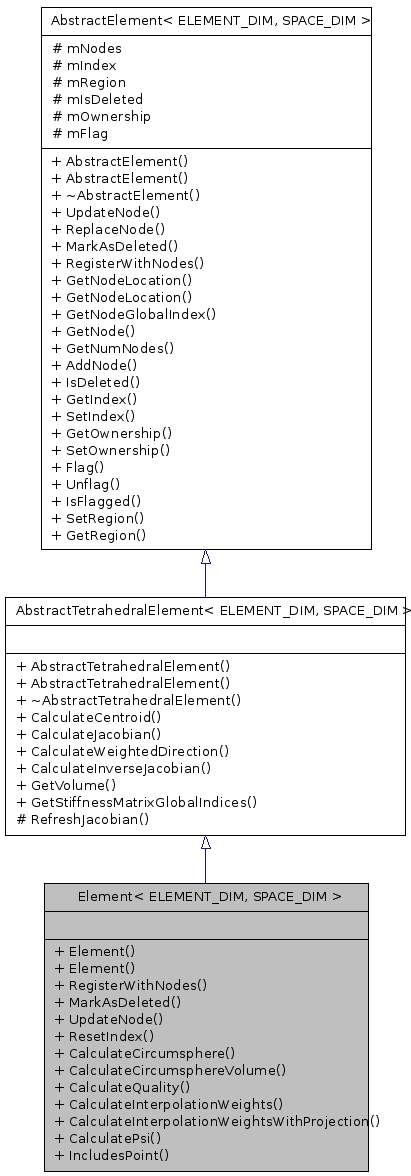 AbstractElement< ELEMENT_DIM, SPACE_DIM >
# mNodes
# mIndex
# mRegion
# mIsDeleted
# mOwnership
# mFlag
+ AbstractElement()
+ AbstractElement()
+ ~AbstractElement()
+ UpdateNode()
+ ReplaceNode()
+ MarkAsDeleted()
+ RegisterWithNodes()
+ GetNodeLocation()
+ GetNodeLocation()
+ GetNodeGlobalIndex()
+ GetNode()
+ GetNumNodes()
+ AddNode()
+ IsDeleted()
+ GetIndex()
+ SetIndex()
+ GetOwnership()
+ SetOwnership()
+ Flag()
+ Unflag()
+ IsFlagged()
+ SetRegion()
+ GetRegion()
AbstractTetrahedralElement< ELEMENT_DIM, SPACE_DIM >
+ AbstractTetrahedralElement()
+ AbstractTetrahedralElement()
+ ~AbstractTetrahedralElement()
+ CalculateCentroid()
+ CalculateJacobian()
+ CalculateWeightedDirection()
+ CalculateInverseJacobian()
+ GetVolume()
+ GetStiffnessMatrixGlobalIndices()
# RefreshJacobian()
Element< ELEMENT_DIM, SPACE_DIM >
+ Element()
+ Element()
+ RegisterWithNodes()
+ MarkAsDeleted()
+ UpdateNode()
+ ResetIndex()
+ CalculateCircumsphere()
+ CalculateCircumsphereVolume()
+ CalculateQuality()
+ CalculateInterpolationWeights()
+ CalculateInterpolationWeightsWithProjection()
+ CalculatePsi()
+ IncludesPoint()